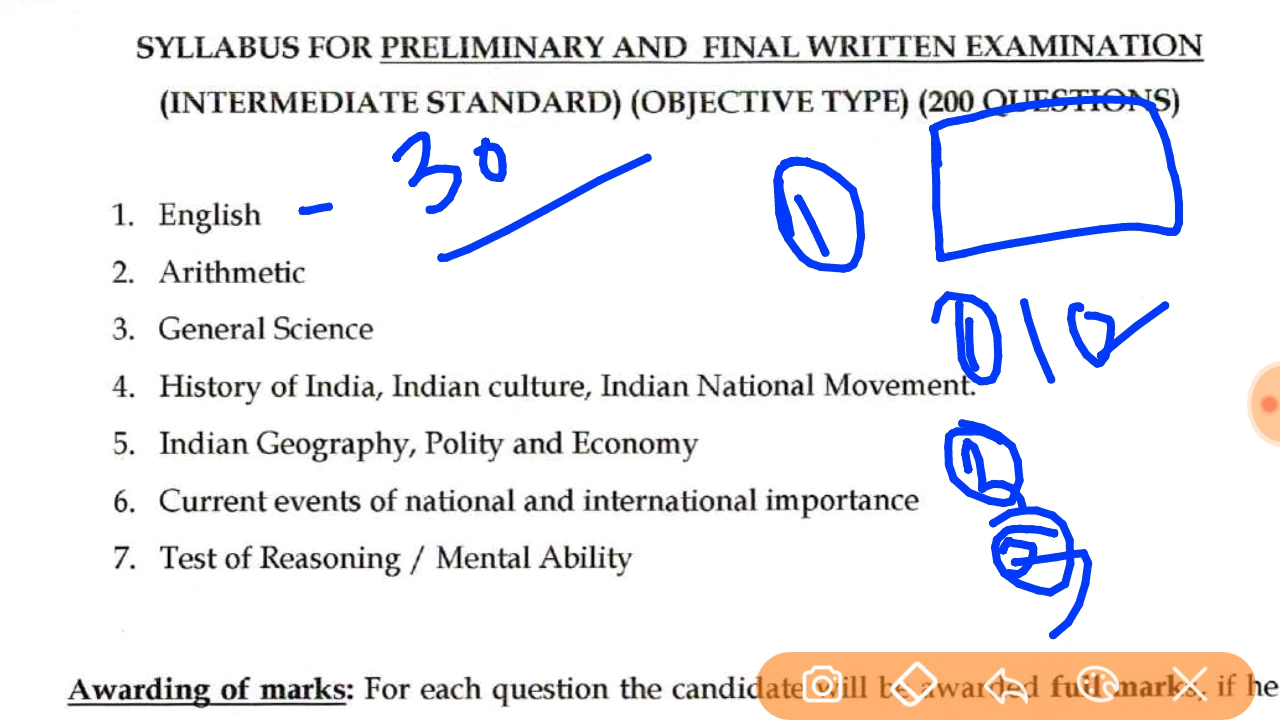 SYLLABUS FOR PRELIMINARY AND FINAL WRITTEN EXAMINATION
(INTERMEDIATE STANDARD) (OBJECTIVE TYPE) (200 QUESTIONS)
1. English - 30
1
2. Arithmetic
3. General Science
4. History of India, Indian culture, Indian National Movement.
5. Indian Geography, Polity and Economy
2
6. Current events of national and international importance
7. Test of Reasoning / Mental Ability
Awarding of marks: For each question the candidate will be awarded full marks, if he